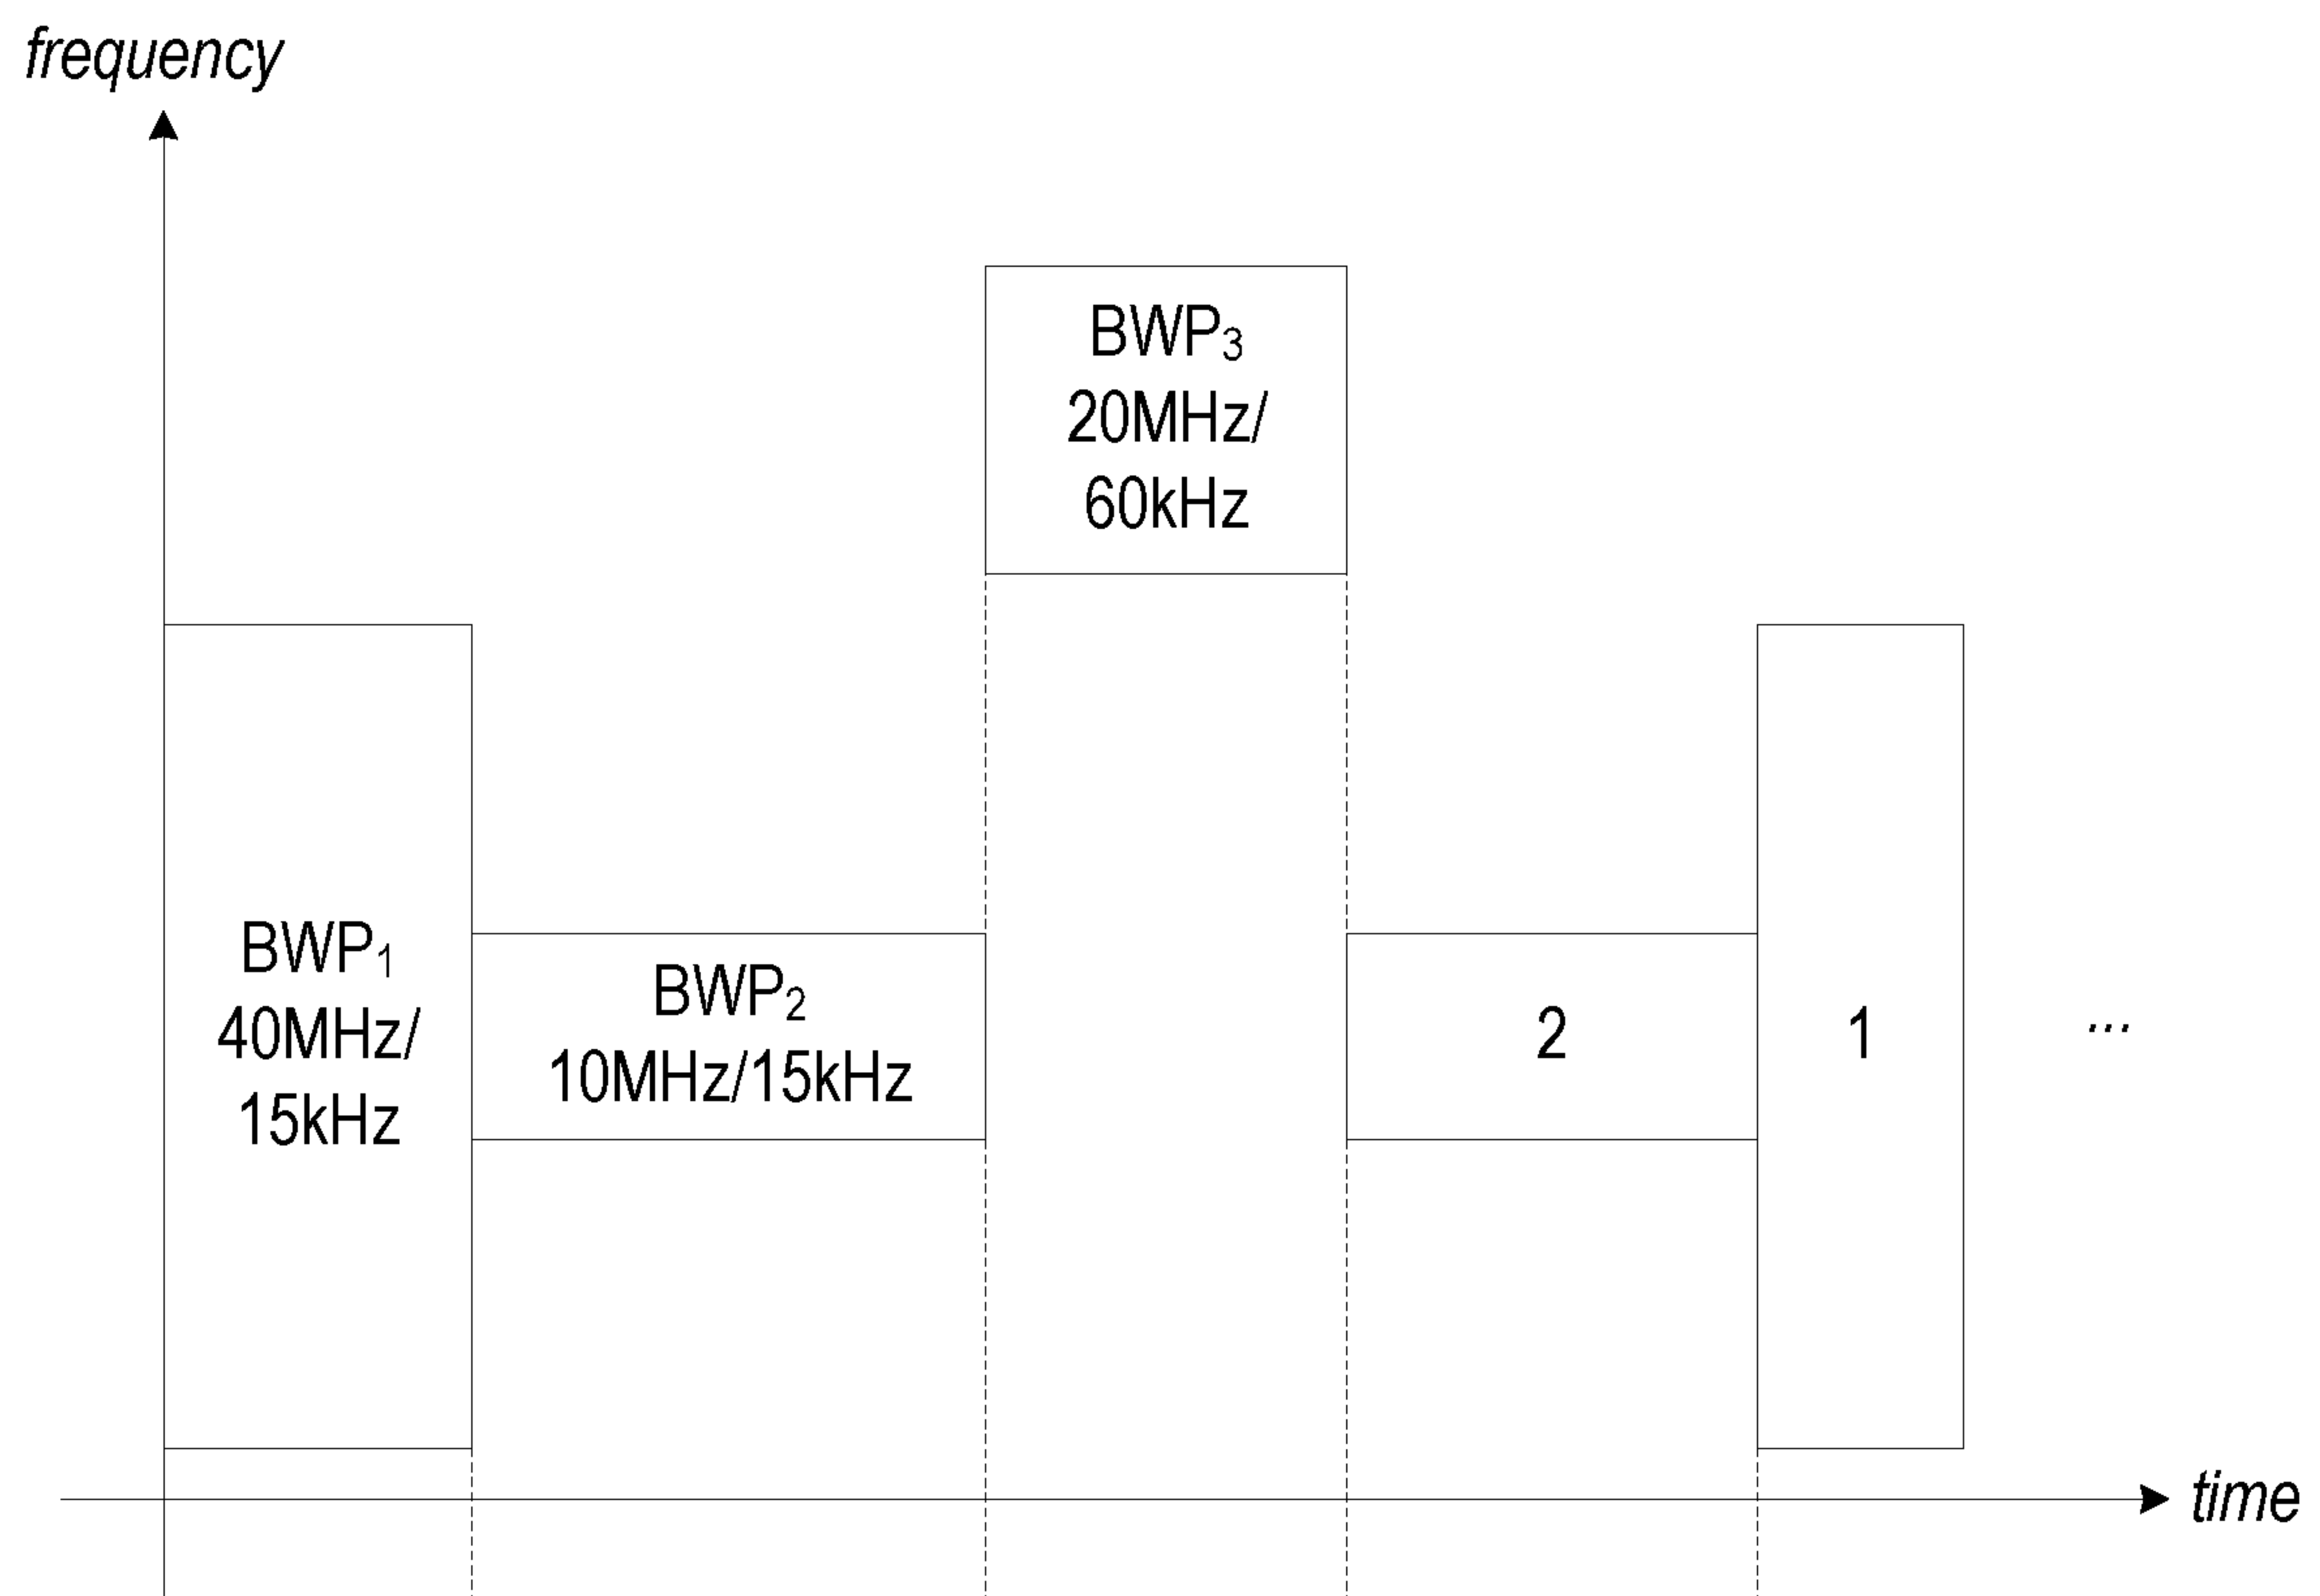 frequency
BWP3
20MHz/
60kHz
BWP1
40MHz/
15kHz
BWP2
10MHz/15kHz
2
1
...
time